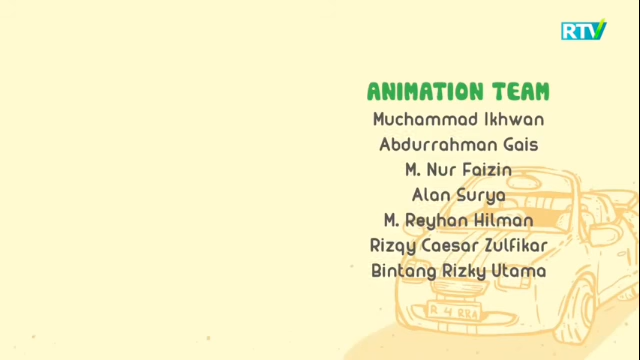 RTV
ANIMATION TEAM
Muchammad Ikhwan
Abdurrahman Gais
M. Nur Faizin
Alan Surya
M. Reyhan Hilman
Rizqy Caesar Zulfikar
Bintang Rizky Utama
R 4 RRA